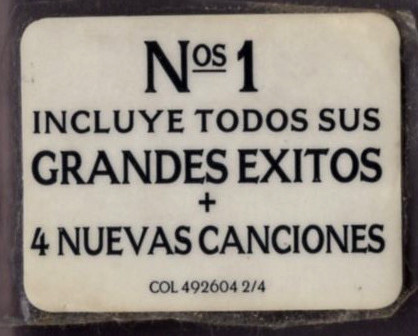 Nos 1
INCLUYE TODOS SUS
GRANDES EXITOS
+
4 NUEVAS CANCIONES
COL 492604 2/4